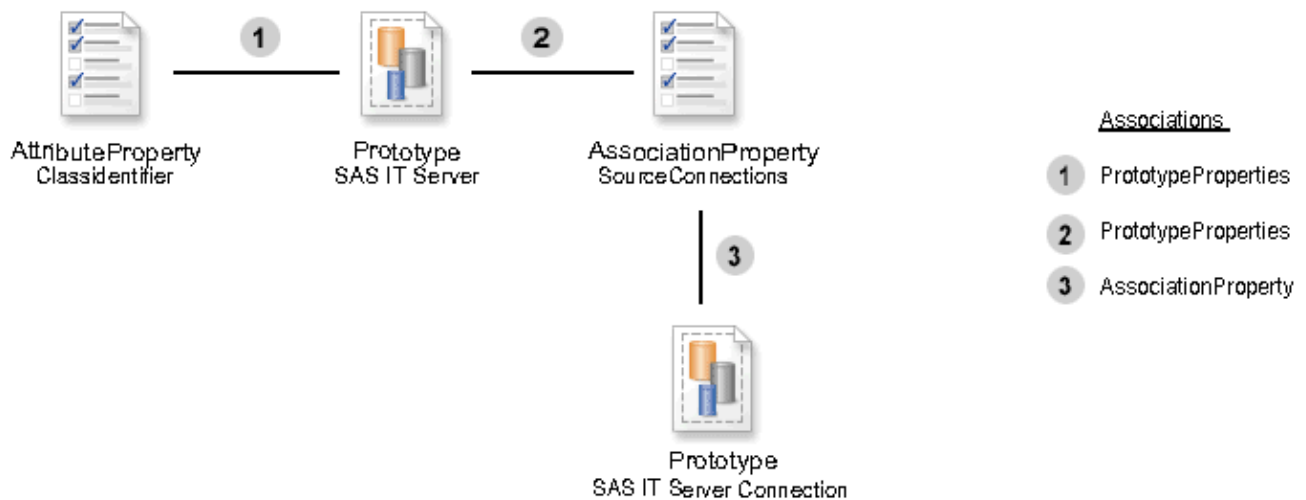 1
2
AttributeProperty
ClassIdentifier
Prototype
SAS IT Server
AssociationProperty
SourceConnections
3
Prototype
SAS IT Server Connection
Associations
1 PrototypeProperties
2 PrototypeProperties
3 AssociationProperty